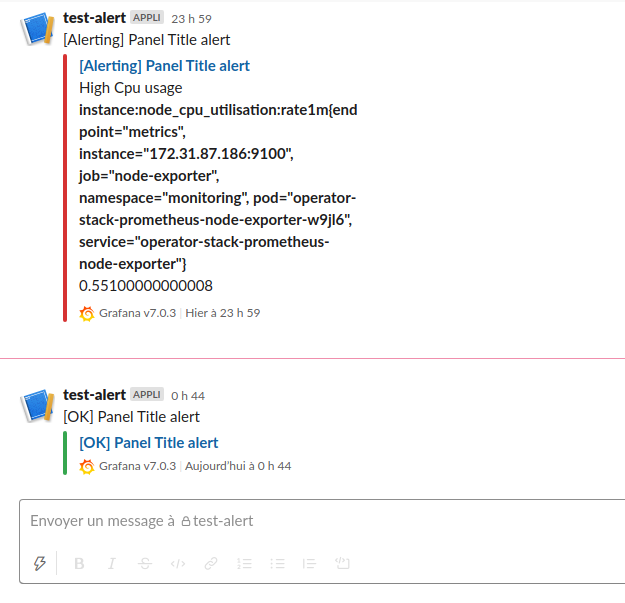 test-alert APPLI 23 h 59
[Alerting] Panel Title alert
[Alerting] Panel Title alert
High Cpu usage
instance:node_cpu_utilisation:rate1m{end
point="metrics",
instance="172.31.87.186:9100",
job="node-exporter",
namespace="monitoring", pod="operator-
stack-prometheus-node-exporter-w9jl6",
service="operator-stack-prometheus-
node-exporter"}
0.55100000000008
Grafana v7.0.3 | Hier à 23 h 59
test-alert APPLI 0 h 44
[OK] Panel Title alert
[OK] Panel Title alert
Grafana v7.0.3 | Aujourd'hui à 0 h 44
Envoyer un message à test-alert